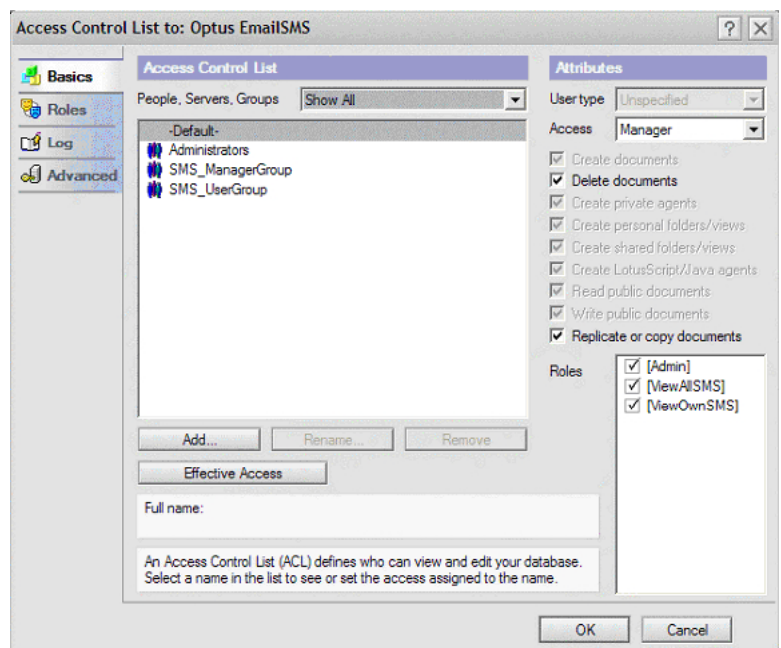 Access Control List to: Optus EmailSMS
?
Basics
Roles
Log
Advanced
Access Control List
People, Servers, Groups Show All
-Default-
Administrators
SMS_ManagerGroup
SMS_UserGroup
Add... Rename... Remove
Effective Access
Full name:
An Access Control List (ACL) defines who can view and edit your database.
Select a name in the list to see or set the access assigned to the name.
Attributes
User type Unspecified
Access Manager
Create documents
Delete documents
Create private agents
Create personal folders/views
Create shared folders/views
Create LotusScript/Java agents
Read public documents
Write public documents
Replicate or copy documents
Roles
[Admin]
[ViewAllSMS]
[ViewOwnSMS]
OK Cancel